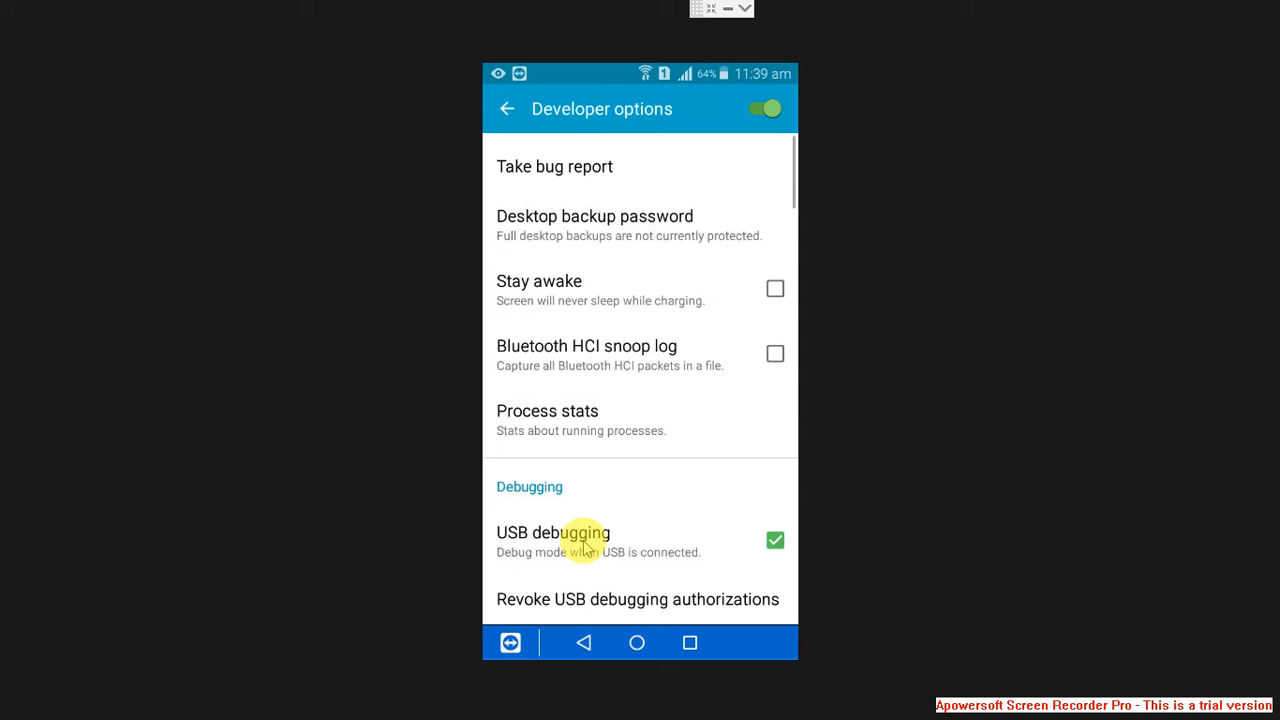 1 64% 11:39 am
Developer options
Take bug report
Desktop backup password
Full desktop backups are not currently protected.
Stay awake
Screen will never sleep while charging.
Bluetooth HCI snoop log
Capture all Bluetooth HCI packets in a file.
Process stats
Stats about running processes.
Debugging
USB debugging
Debug mode when USB is connected.
Revoke USB debugging authorizations
Apowersoft Screen Recorder Pro - This is a trial version